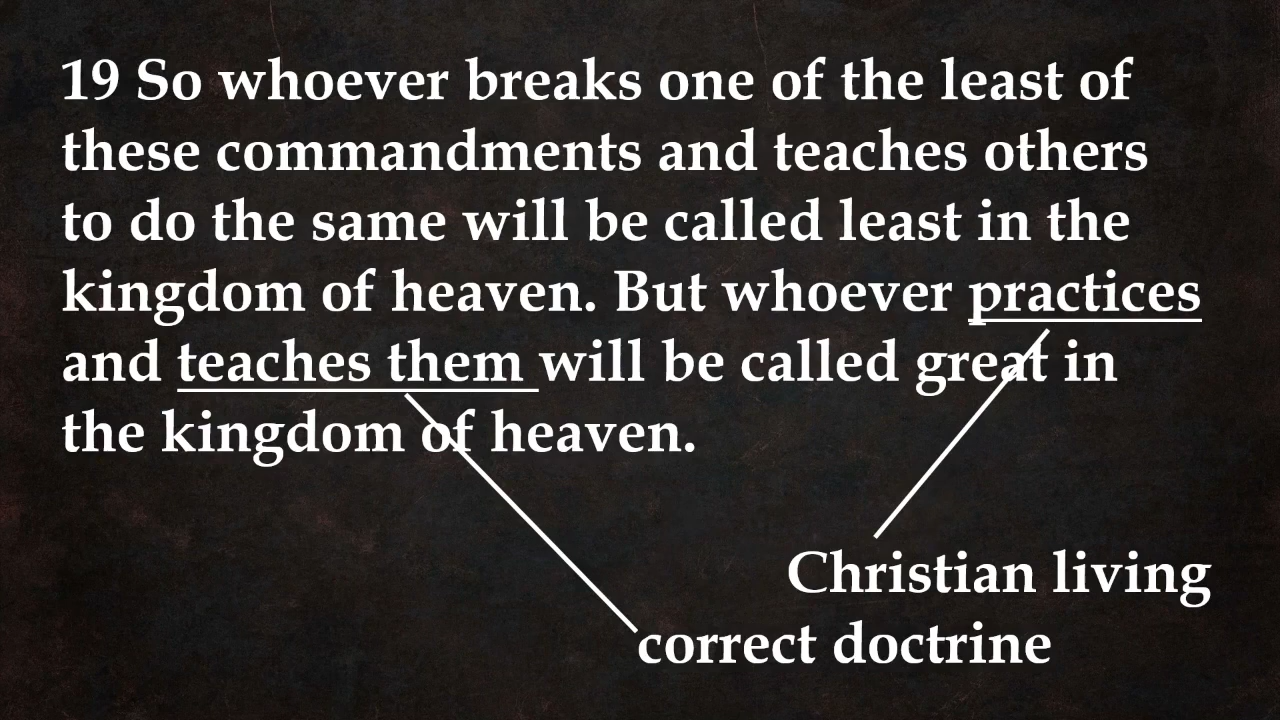 19 So whoever breaks one of the least of
these commandments and teaches others
to do the same will be called least in the
kingdom of heaven. But whoever practices
and teaches them will be called great in
the kingdom of heaven.
Christian living
correct doctrine